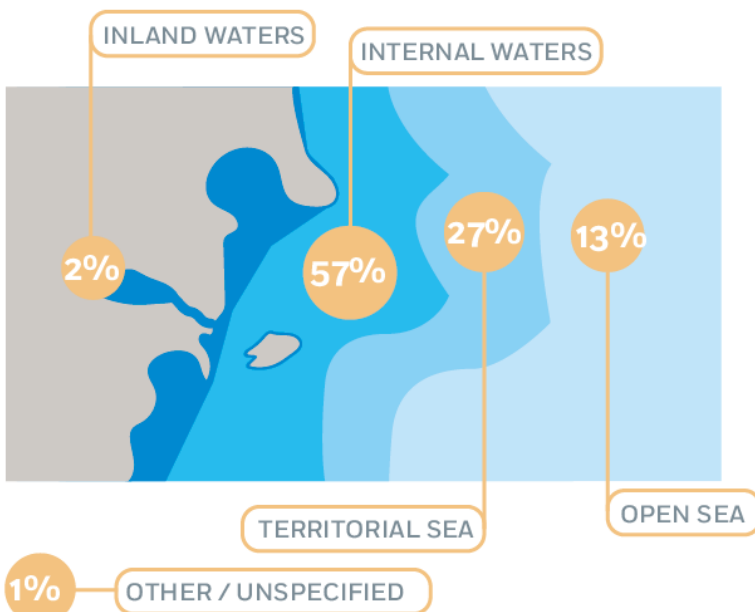 INLAND WATERS
INTERNAL WATERS
2%
57%
27%
13%
TERRITORIAL SEA
OPEN SEA
1%
OTHER / UNSPECIFIED